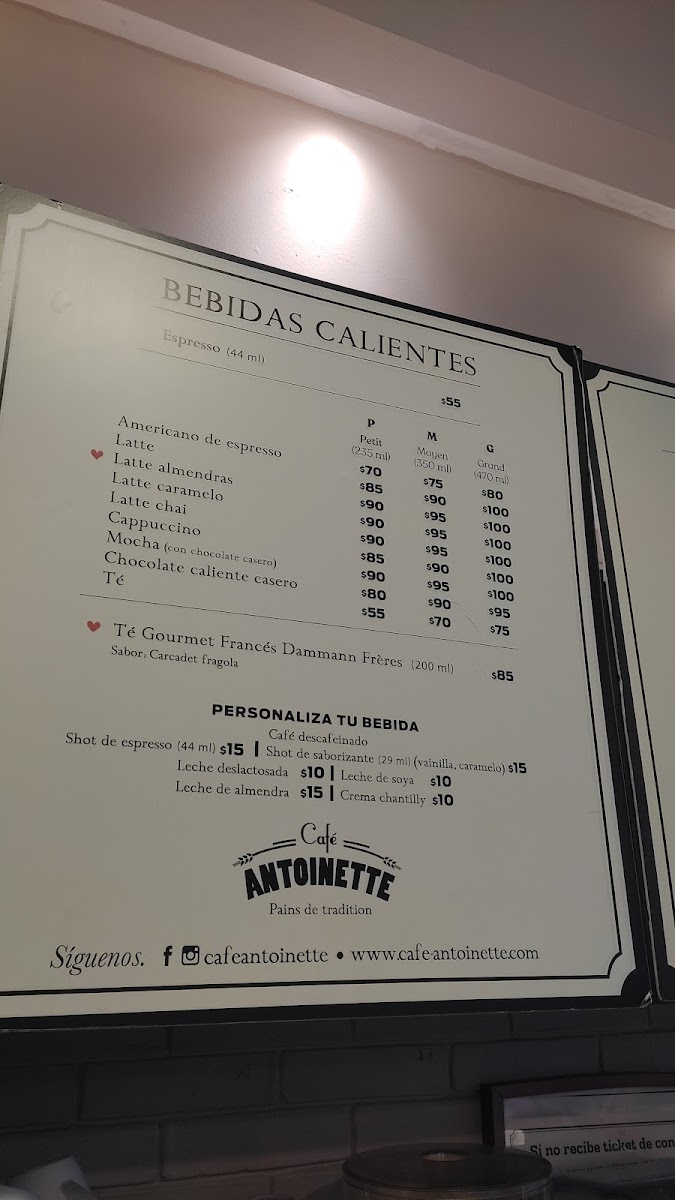 BEBIDAS CALIENTES
Espresso (44 ml) $55
P M G
Petit Moyen Grand
(235 ml) (350 ml) (470 ml)
Americano de espresso $70 $75 $80
Latte $85 $90 $100
Latte almendras $90 $95 $100
Latte caramelo $90 $95 $100
Latte chai $90 $95 $100
Cappuccino $85 $90 $100
Mocha (con chocolate casero) $90 $95 $100
Chocolate caliente casero $80 $90 $95
Té $55 $70 $75
Té Gourmet Francés Dammann Frères (200 ml) $85
Sabor: Carcadet fragola
PERSONALIZA TU BEBIDA
Café descafeinado
Shot de espresso (44 ml) $15 | Shot de saborizante (29 ml) (vainilla, caramelo) $15
Leche deslactosada $10 | Leche de soya $10
Leche de almendra $15 | Crema chantilly $10
Café
ANTOINETTE
Pains de tradition
Síguenos. f cafeantoinette • www.cafe-antoinette.com
Si no recibe ticket de con